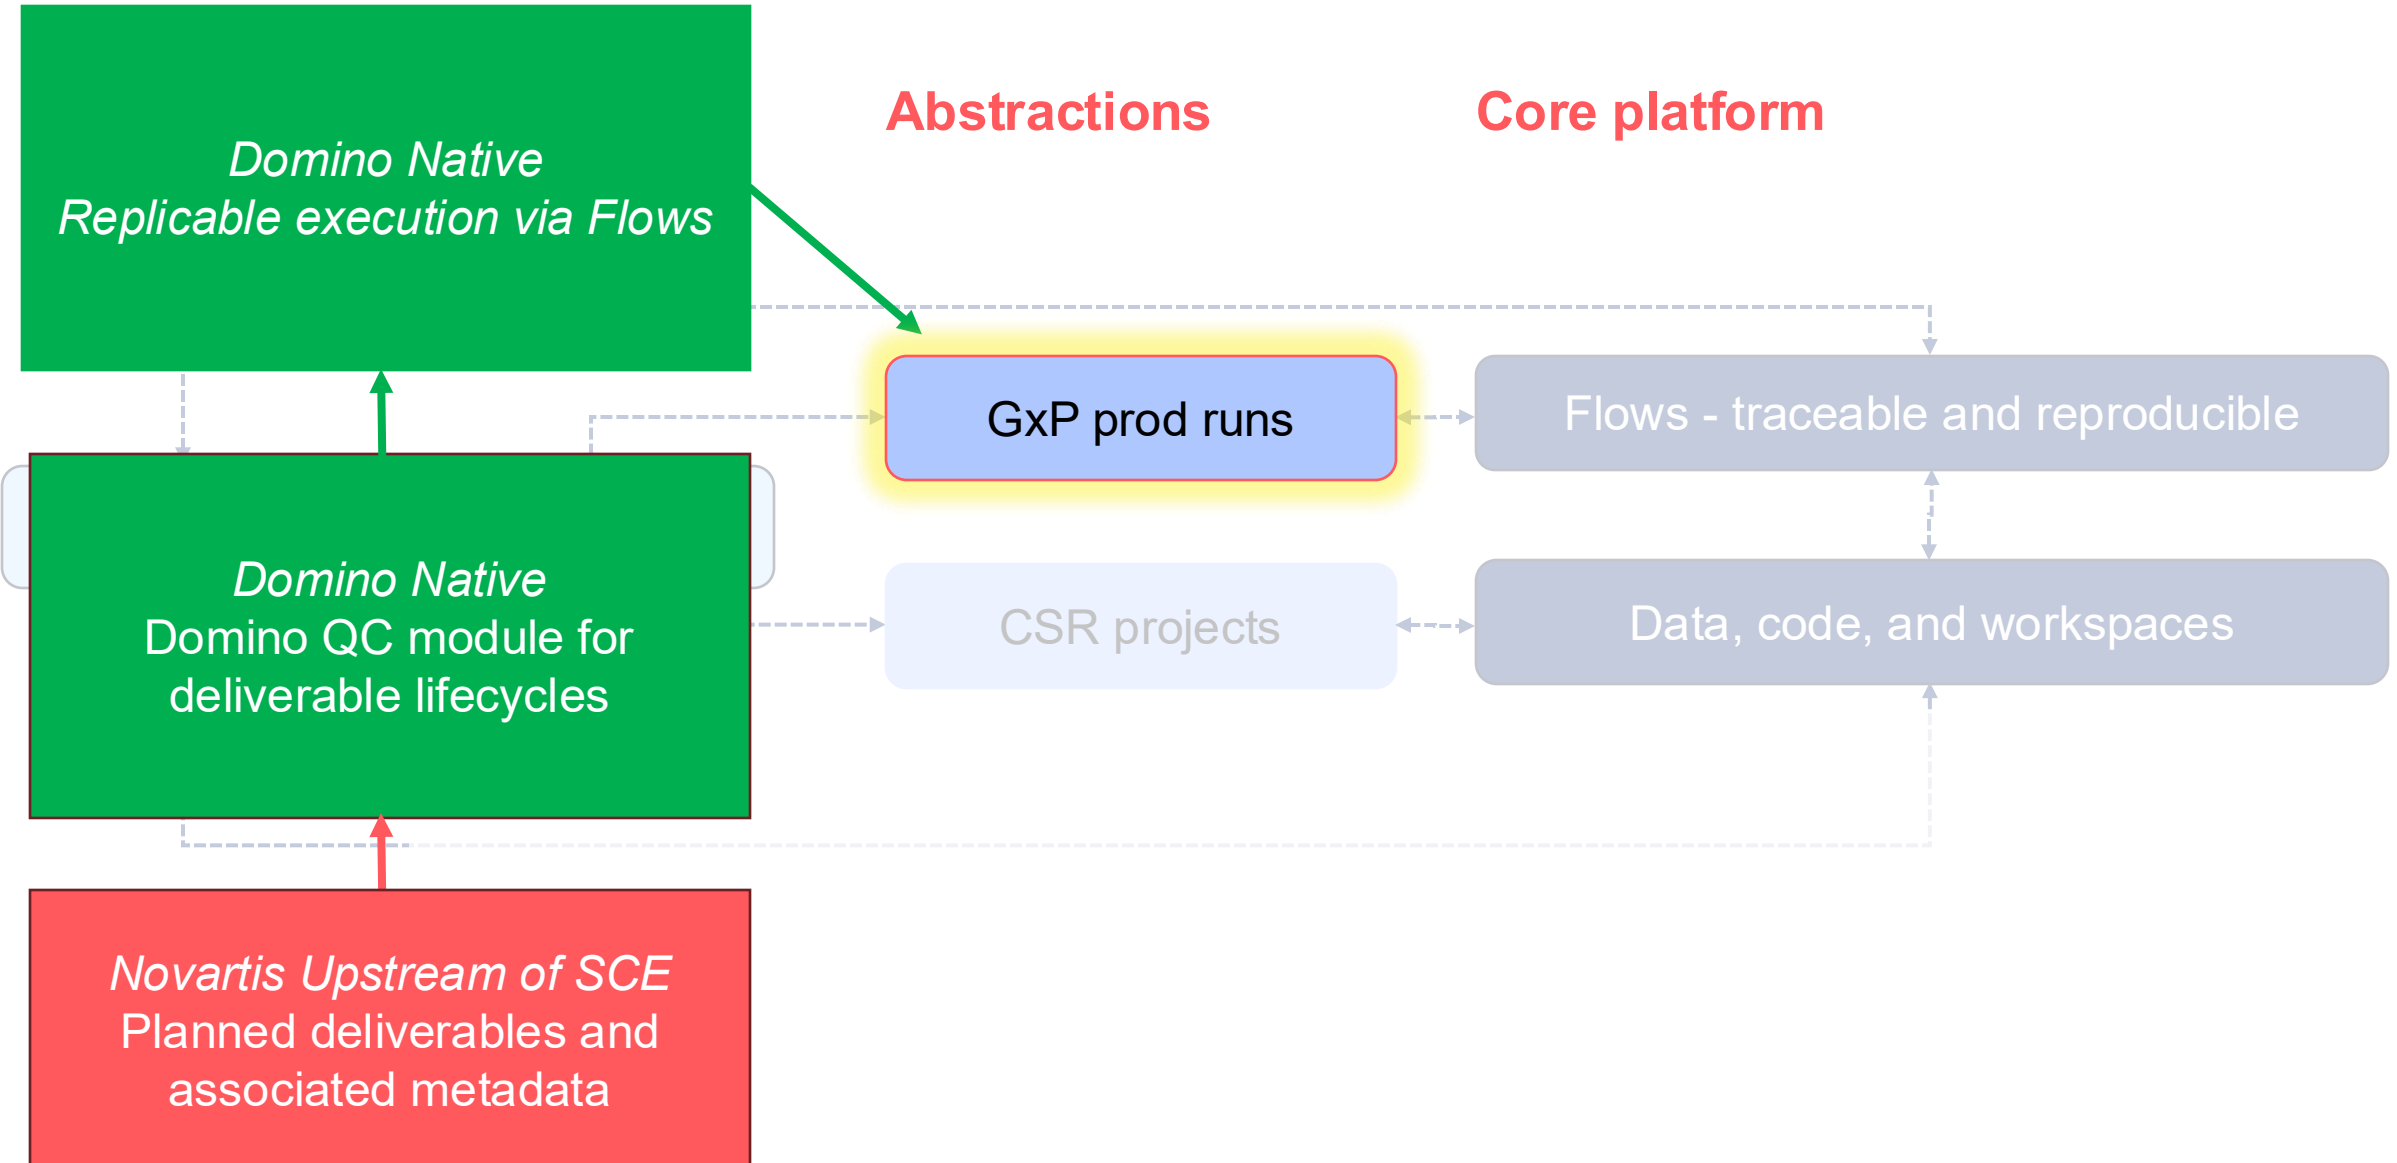 Domino Native
Replicable execution via Flows
Abstractions
Core platform
GxP prod runs
Flows - traceable and reproducible
Domino Native
Domino QC module for
deliverable lifecycles
CSR projects
Data, code, and workspaces
Novartis Upstream of SCE
Planned deliverables and
associated metadata